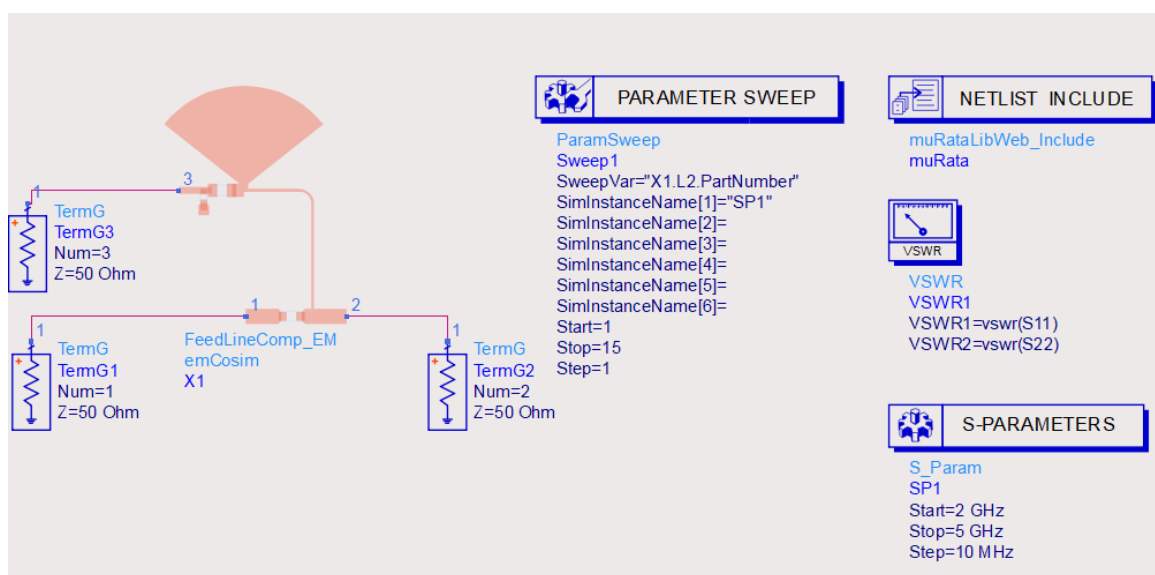 3
1
TermG
TermG3
Num=3
Z=50 Ohm
1
2
1
TermG
TermG1
Num=1
Z=50 Ohm
FeedLineComp_EM
emCosim
X1
1
TermG
TermG2
Num=2
Z=50 Ohm
PARAMETER SWEEP
ParamSweep
Sweep1
SweepVar="X1.L2.PartNumber"
SimInstanceName[1]="SP1"
SimInstanceName[2]=
SimInstanceName[3]=
SimInstanceName[4]=
SimInstanceName[5]=
SimInstanceName[6]=
Start=1
Stop=15
Step=1
NETLIST INCLUDE
muRataLibWeb_Include
muRata
VSWR
VSWR
VSWR1
VSWR1=vswr(S11)
VSWR2=vswr(S22)
S-PARAMETERS
S_Param
SP1
Start=2 GHz
Stop=5 GHz
Step=10 MHz